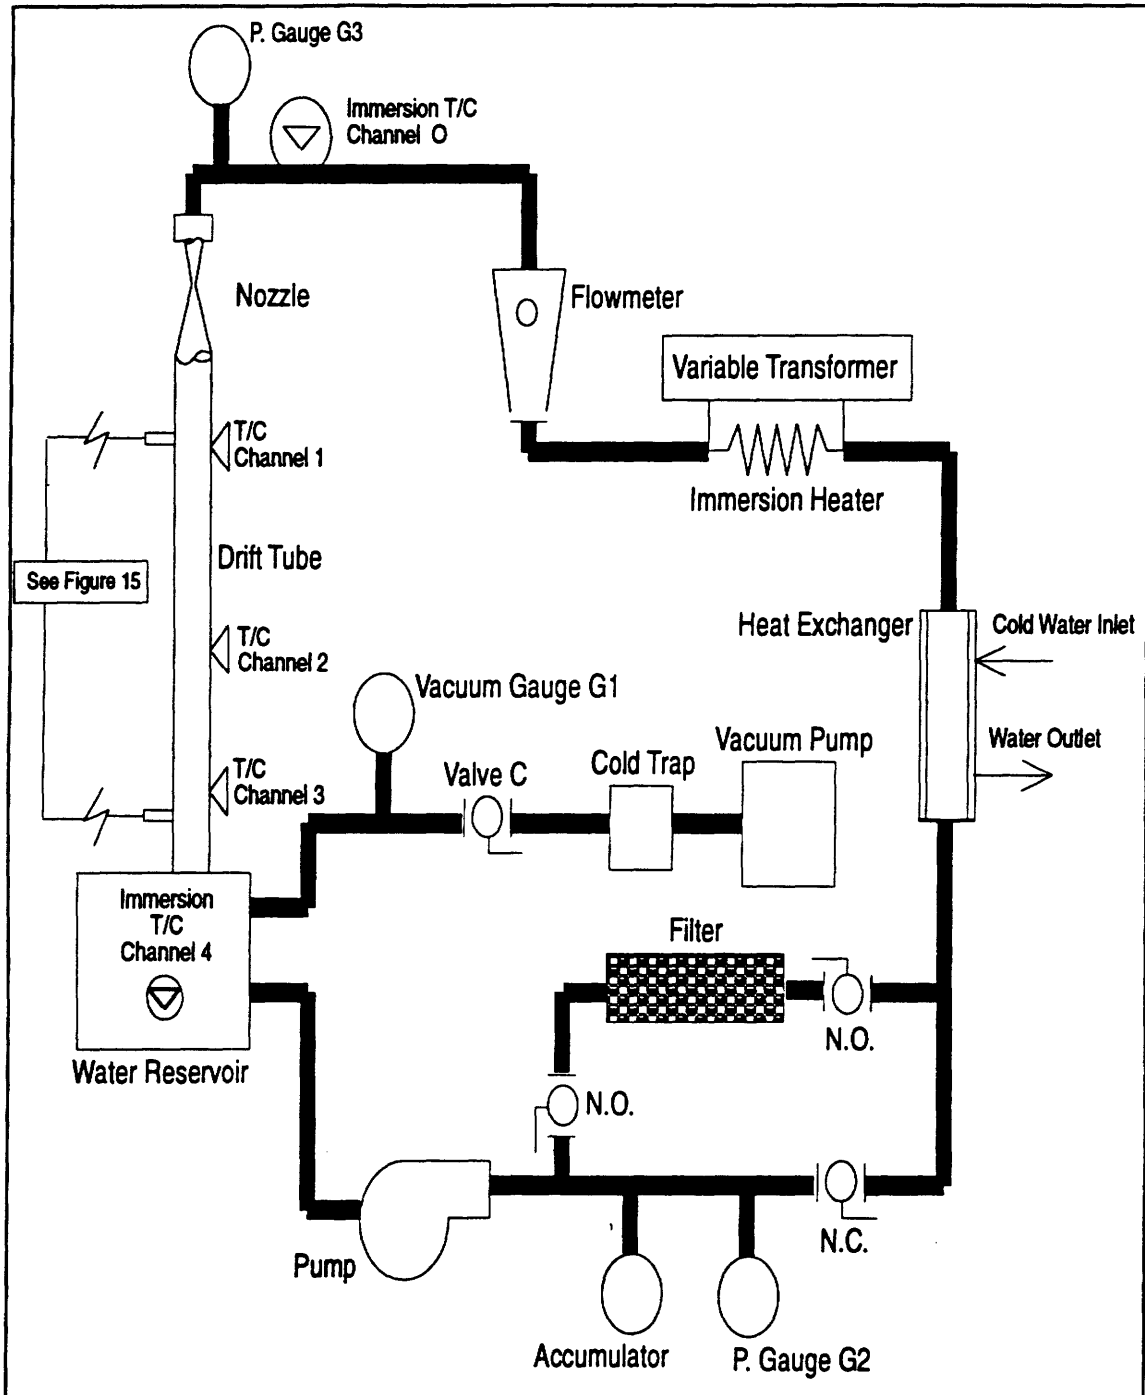 P. Gauge G3
Immersion T/C
Channel O
Nozzle
Flowmeter
Variable Transformer
T/C
Channel 1
Immersion Heater
Drift Tube
See Figure 15
Heat Exchanger
Cold Water Inlet
T/C
Channel 2
Vacuum Gauge G1
Water Outlet
Vacuum Pump
Cold Trap
Valve C
T/C
Channel 3
Immersion
T/C
Channel 4
Filter
N.O.
Water Reservoir
N.O.
N.C.
Pump
Accumulator
P. Gauge G2